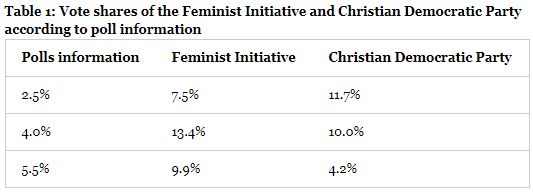 Table 1: Vote shares of the Feminist Initiative and Christian Democratic Party
according to poll information
Polls information Feminist Initiative Christian Democratic Party
2.5% 7.5% 11.7%
4.0% 13.4% 10.0%
5.5% 9.9% 4.2%